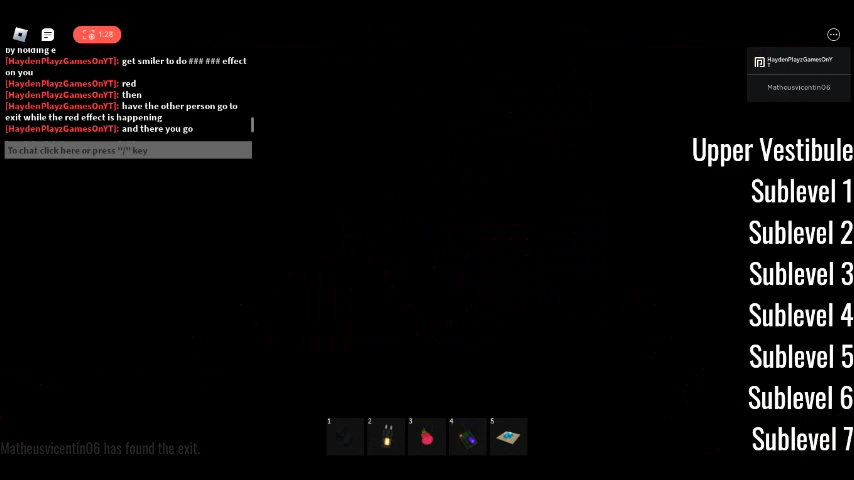 1:28
by holding e
[HaydenPlayzGamesOnYT]: get smiler to do ### ### effect
on you
[HaydenPlayzGamesOnYT]: red
[HaydenPlayzGamesOnYT]: then
[HaydenPlayzGamesOnYT]: have the other person go to
exit while the red effect is happening
[HaydenPlayzGamesOnYT]: and there you go
To chat click here or press "/" key
HaydenPlayzGamesOnY
T
Matheusvicentin06
Upper Vestibule
Sublevel 1
Sublevel 2
Sublevel 3
Sublevel 4
Sublevel 5
Sublevel 6
Sublevel 7
1 2 3 4 5
Matheusvicentin06 has found the exit.